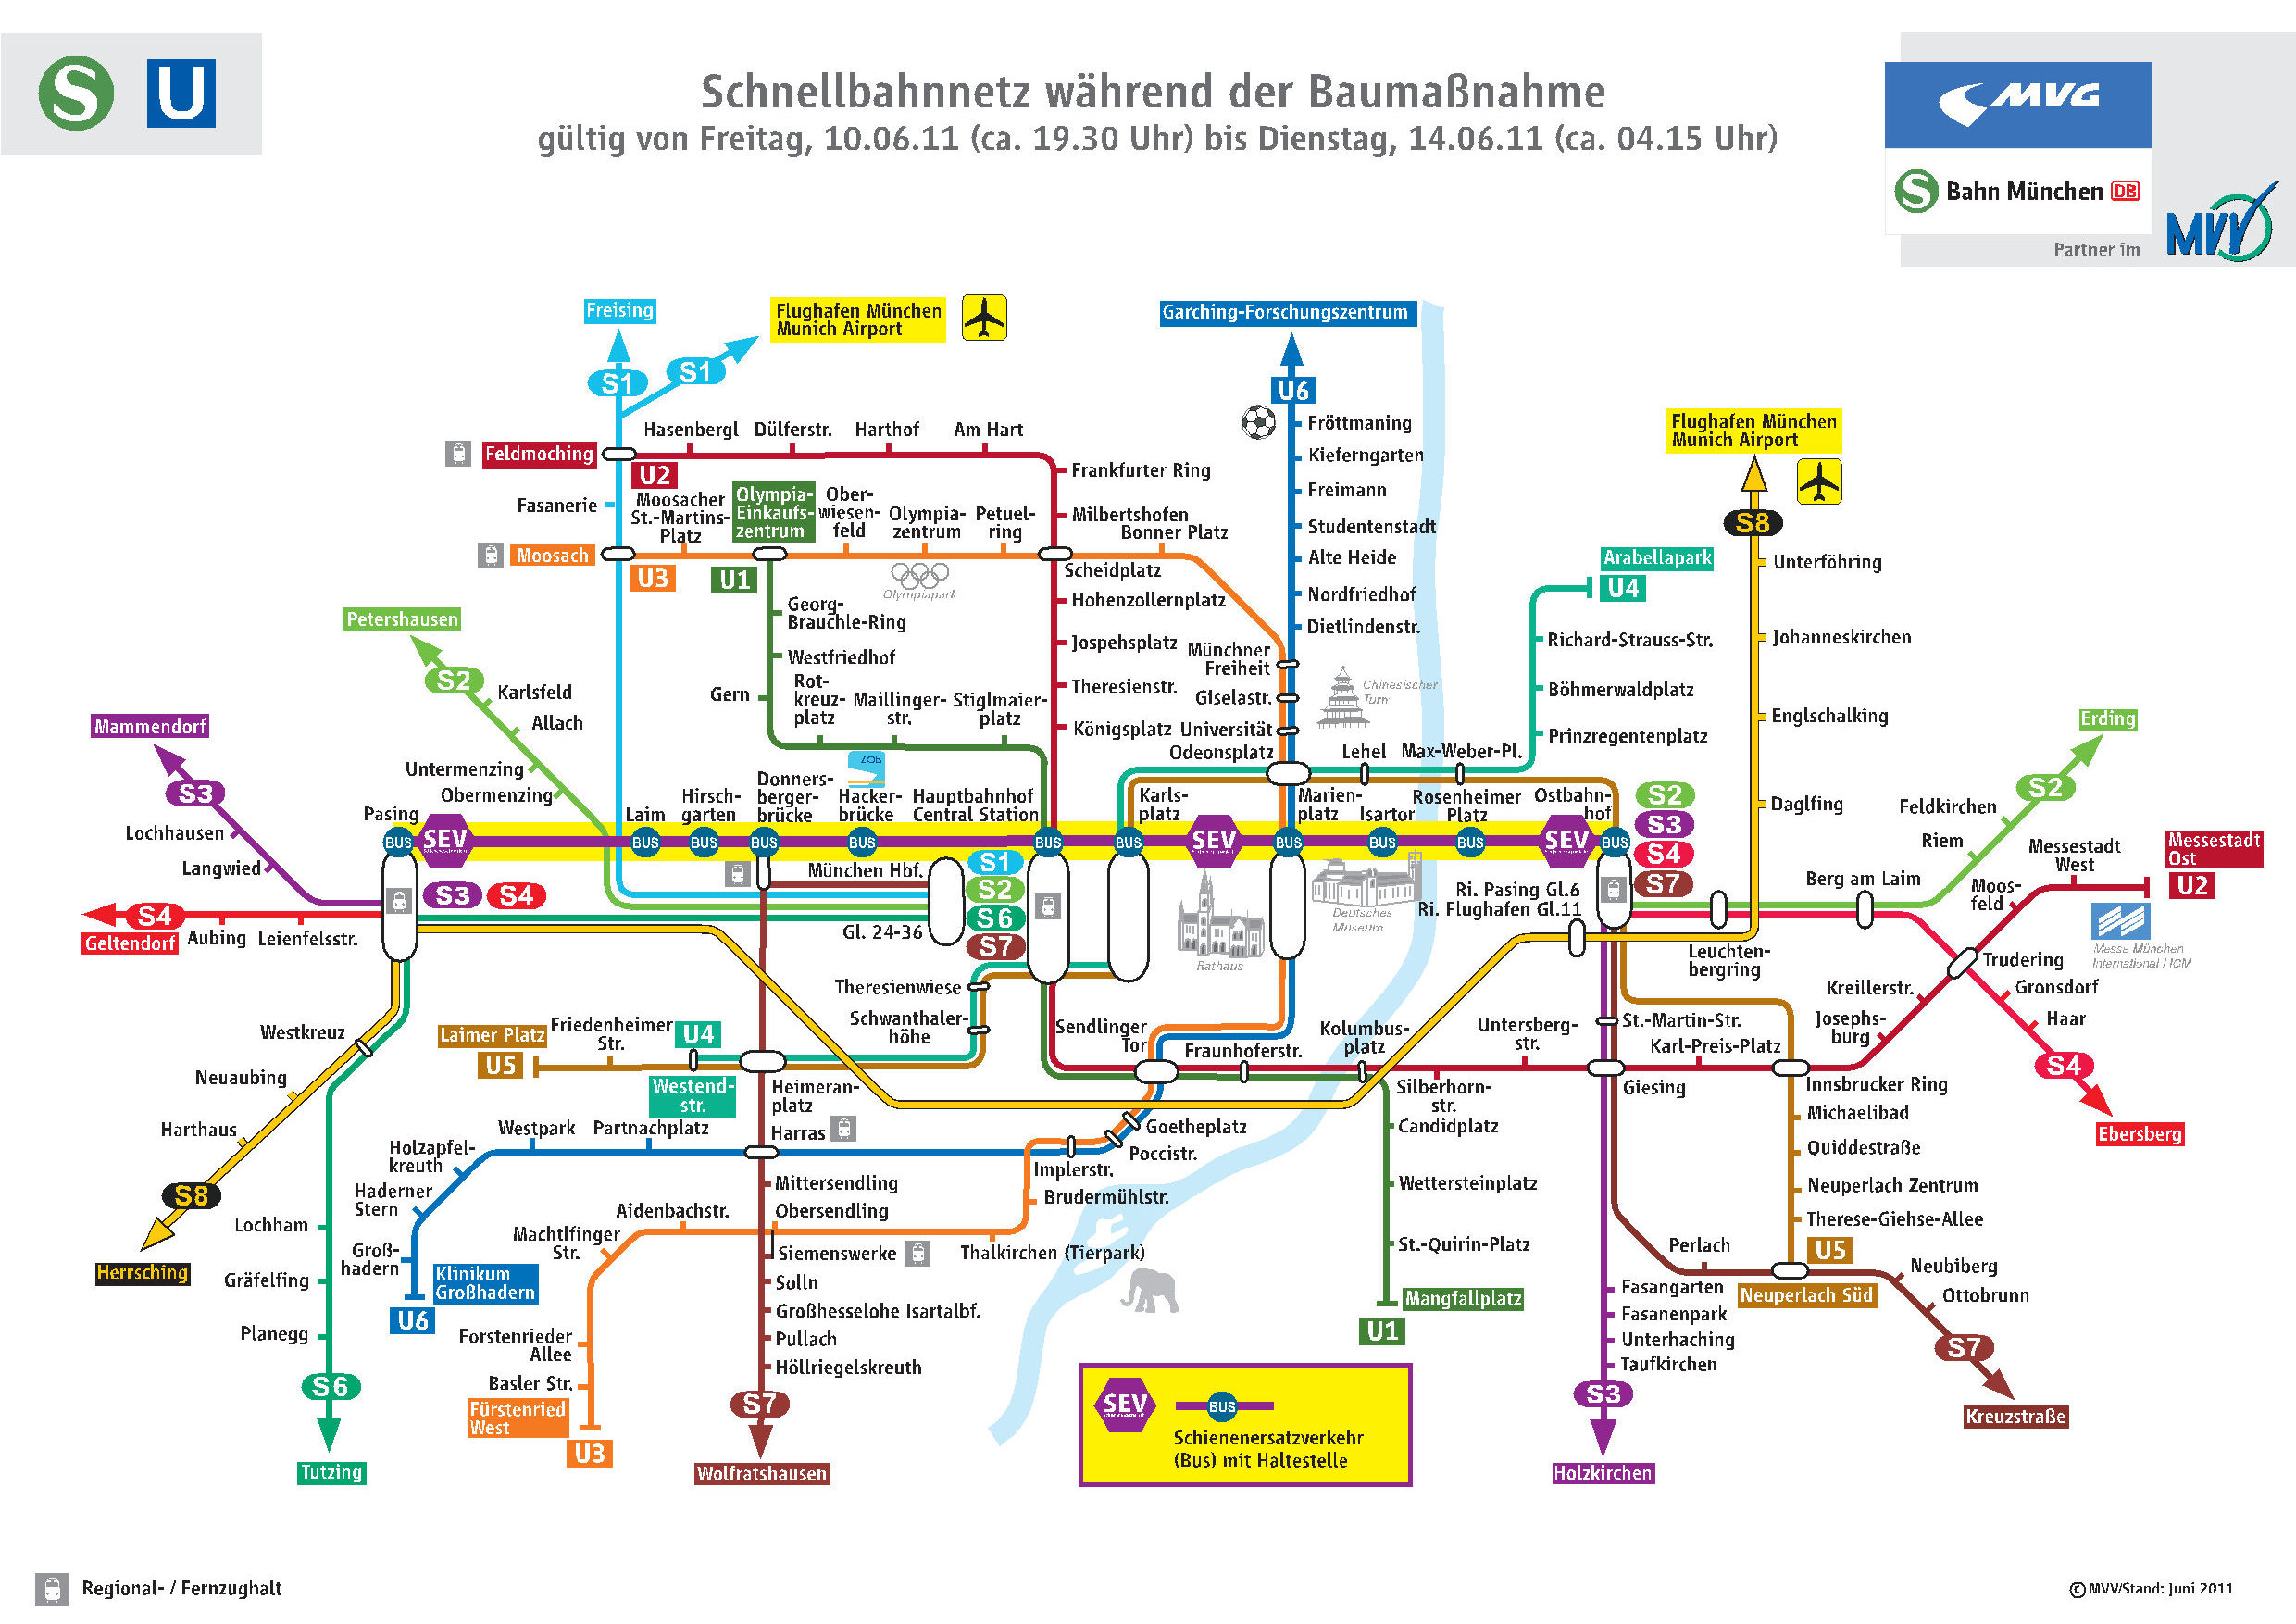 S U
Schnellbahnnetz während der Baumaßnahme
gültig von Freitag, 10.06.11 (ca. 19.30 Uhr) bis Dienstag, 14.06.11 (ca. 04.15 Uhr)
MVG
S Bahn München DB
Partner im MVV
Freising
Flughafen München
Munich Airport
Garching-Forschungszentrum
S1
S1
U6
Hasenbergl Dülferstr. Harthof Am Hart
Feldmoching
U2
Frankfurter Ring
Fröttmaning
Kieferngarten
Freimann
Studentenstadt
Alte Heide
Nordfriedhof
Dietlindenstr.
Flughafen München
Munich Airport
S8
Fasanerie
Moosacher
St.-Martins-
Platz
Olympia-
Einkaufs-
zentrum
Ober-
wiesen-
feld
Olympia-
zentrum
Petuel-
ring
Milbertshofen
Bonner Platz
Moosach
U3
U1
Olympiapark
Scheidplatz
Hohenzollernplatz
Jospehsplatz
Theresienstr.
Königsplatz
Arabellapark
U4
Unterföhring
Richard-Strauss-Str.
Johanneskirchen
Böhmerwaldplatz
Englschalking
Prinzregentenplatz
Daglfing
Georg-
Brauchle-Ring
Westfriedhof
Gern
Rot-
kreuz-
platz
Maillinger-
str.
Stiglmaier-
platz
Münchner
Freiheit
Giselastr.
Universität
Odeonsplatz
Chinesischer
Turm
Lehel Max-Weber-Pl.
Petershausen
S2
Karlsfeld
Allach
Untermenzing
Obermenzing
Mammendorf
S3
Lochhausen
Langwied
Erding
S2
Feldkirchen
Riem
ZOB
Pasing
Laim
Hirsch-
garten
Donners-
berger-
brücke
Hacker-
brücke
Hauptbahnhof
Central Station
Karls-
platz
Marien-
platz
Isartor
Rosenheimer
Platz
Ostbahn-
hof
S2
S3
S4
S7
BUS SEV BUS BUS BUS BUS BUS BUS SEV BUS BUS BUS SEV BUS
Messestadt
West
Messestadt
Ost
U2
Moos-
feld
Messe München
International / ICM
Berg am Laim
S3 S4
München Hbf.
Gl. 24-36
S1
S2
S6
S7
Rathaus
Deutsches
Museum
Ri. Pasing Gl.6
Ri. Flughafen Gl.11
S4
Geltendorf
Aubing Leienfelsstr.
Leuchten-
bergring
Trudering
Gronsdorf
Haar
S4
Ebersberg
Kreillerstr.
Josephs-
burg
Westkreuz
Neuaubing
Harthaus
S8
Herrsching
Theresienwiese
Schwanthaler-
höhe
Laimer Platz
U5
Friedenheimer
Str.
U4
Westend-
str.
Heimeran-
platz
Sendlinger
Tor
Fraunhoferstr.
Kolumbus-
platz
Untersberg-
str.
St.-Martin-Str.
Karl-Preis-Platz
Silberhorn-
str.
Giesing
Innsbrucker Ring
Michaelibad
Quiddestraße
Neuperlach Zentrum
Therese-Giehse-Allee
U5
Neuperlach Süd
Candidplatz
Wettersteinplatz
St.-Quirin-Platz
Mangfallplatz
U1
Goetheplatz
Poccistr.
Implerstr.
Brudermühlstr.
Thalkirchen (Tierpark)
Westpark Partnachplatz
Harras
Holzapfel-
kreuth
Haderner
Stern
Groß-
hadern
Klinikum
Großhadern
U6
Lochham
Gräfelfing
Planegg
S6
Tutzing
Mittersendling
Obersendling
Siemenswerke
Solln
Großhesselohe Isartalbf.
Pullach
Höllriegelskreuth
S7
Wolfratshausen
Aidenbachstr.
Machtlfinger
Str.
Forstenrieder
Allee
Basler Str.
Fürstenried
West
U3
Perlach
Neubiberg
Ottobrunn
S7
Kreuzstraße
Fasangarten
Fasanenpark
Unterhaching
Taufkirchen
S3
Holzkirchen
SEV BUS
Schienenersatzverkehr
(Bus) mit Haltestelle
Regional- / Fernzughalt
© MVV/Stand: Juni 2011